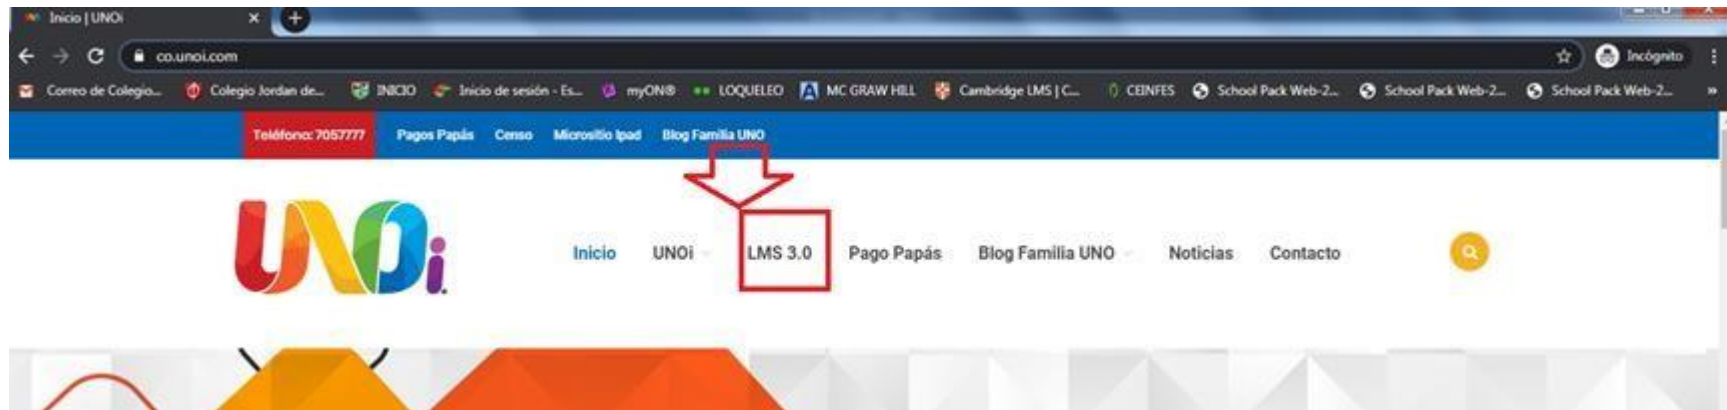 Inicio | UNOi
co.unoi.com
Incógnito
Correo de Colegio... Colegio Jordan de... INICIO Inicio de sesión - Es... myON® LOQUELEO MC GRAW HILL Cambridge LMS | C... CEINFES School Pack Web-2... School Pack Web-2... School Pack Web-2... »
Teléfono: 7057777 Pagos Papás Censo Micrositio Ipad Blog Familia UNO
UNOi
Inicio UNOi LMS 3.0 Pago Papás Blog Familia UNO Noticias Contacto